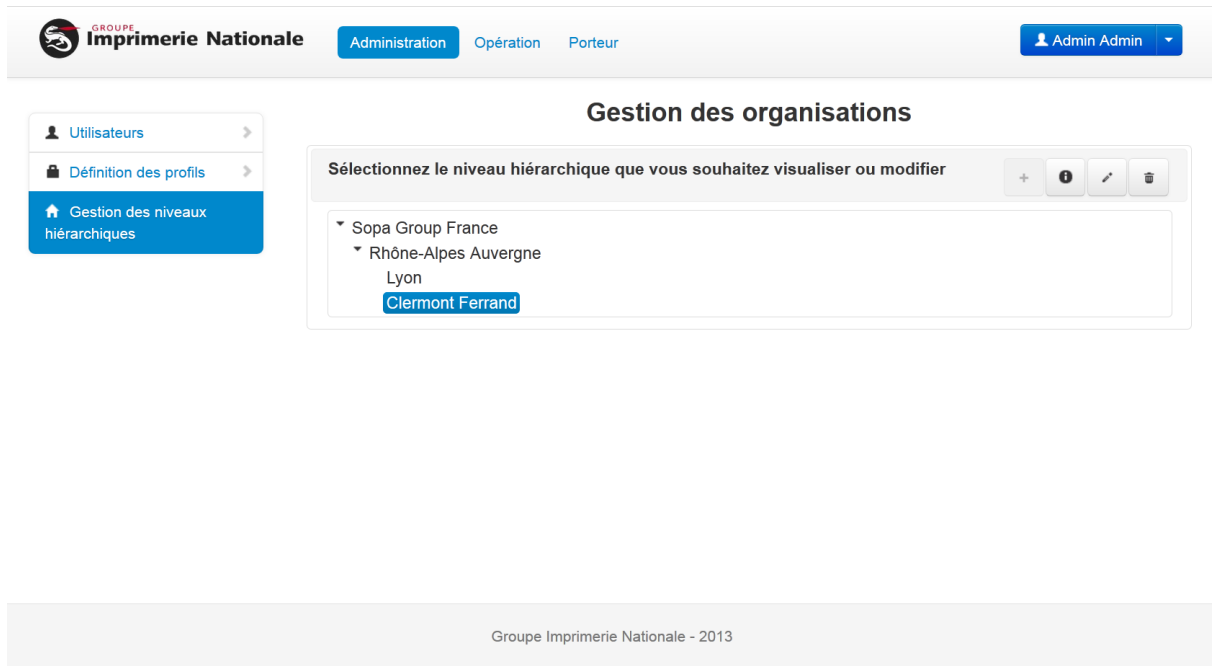 GROUPE
Imprimerie Nationale
Administration
Opération
Porteur
Admin Admin
Utilisateurs
Définition des profils
Gestion des niveaux
hiérarchiques
Gestion des organisations
Sélectionnez le niveau hiérarchique que vous souhaitez visualiser ou modifier
Sopa Group France
Rhône-Alpes Auvergne
Lyon
Clermont Ferrand
Groupe Imprimerie Nationale - 2013